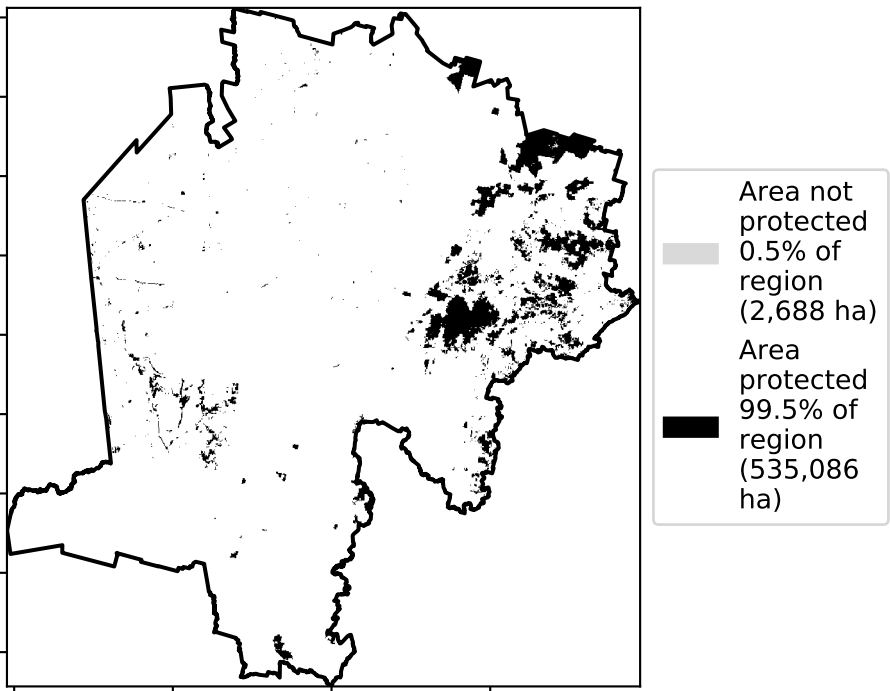 Area not
protected
0.5% of
region
(2,688 ha)
Area
protected
99.5% of
region
(535,086
ha)